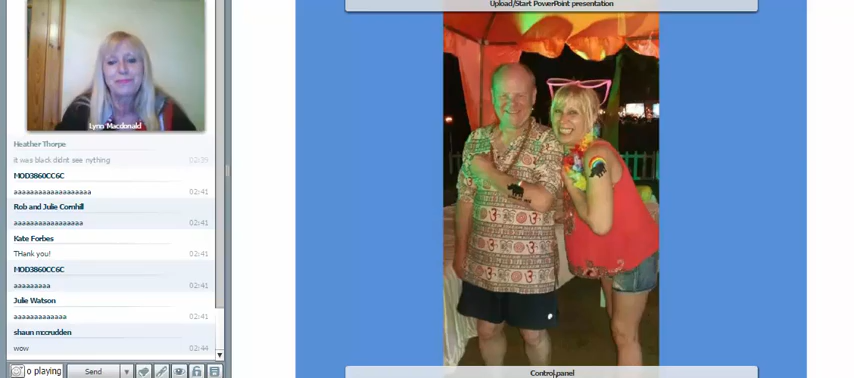 Upload/Start PowerPoint presentation
Lynn Macdonald
Heather Thorpe
it was black didnt see nything
02:39
MOD3860CC6C
aaaaaaaaaaaaaaaaaaa
02:41
Rob and Julie Cornhill
aaaaaaaaaaaaaaaaa
02:41
Kate Forbes
THank you!
02:41
MOD3860CC6C
aaaaaaaaa
02:41
Julie Watson
aaaaaaaaaaaaa
02:41
shaun mccrudden
wow
02:44
o playing
Send
Control panel